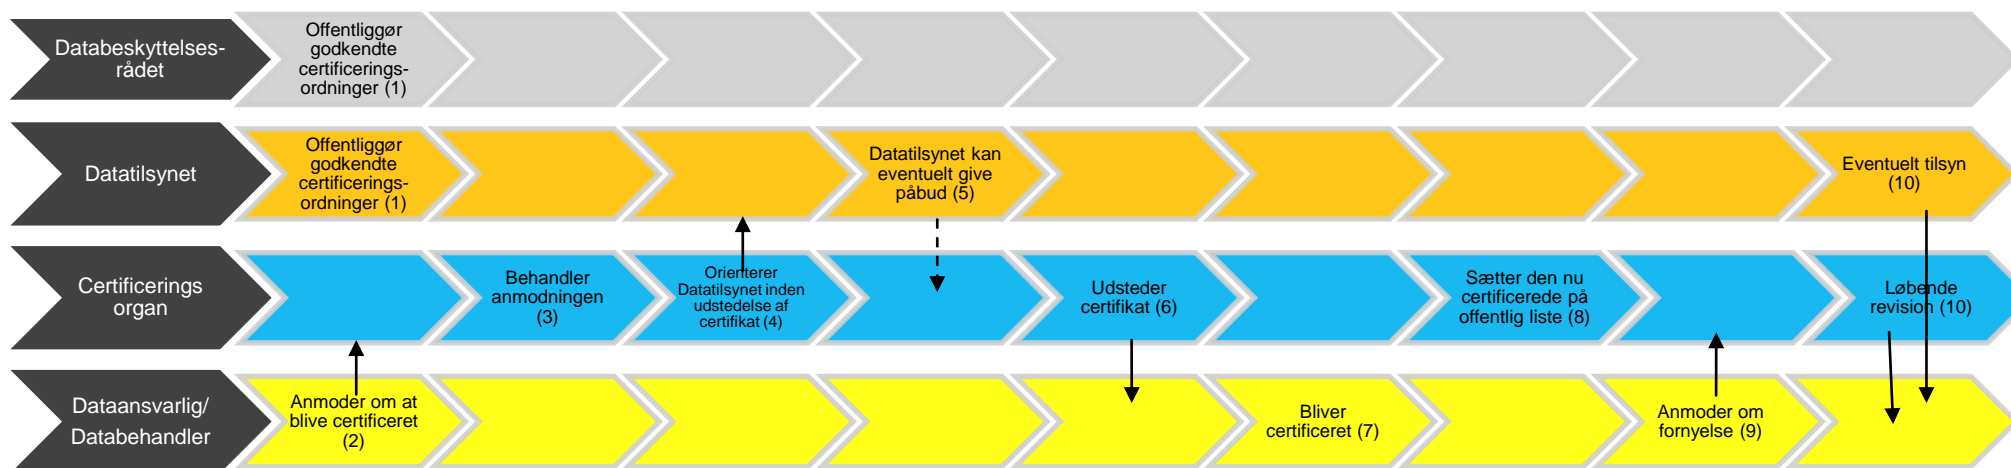 Databeskyttelses-
rådet
Offentliggør
godkendte
certificerings-
ordninger (1)
Datatilsynet
Offentliggør
godkendte
certificerings-
ordninger (1)
Datatilsynet kan
eventuelt give
påbud (5)
Eventuelt tilsyn
(10)
Certificerings
organ
Behandler
anmodningen
(3)
Orienterer
Datatilsynet inden
udstedelse af
certifikat (4)
Udsteder
certifikat (6)
Sætter den nu
certificerede på
offentlig liste (8)
Løbende
revision (10)
Dataansvarlig/
Databehandler
Anmoder om at
blive certificeret
(2)
Bliver
certificeret (7)
Anmoder om
fornyelse (9)